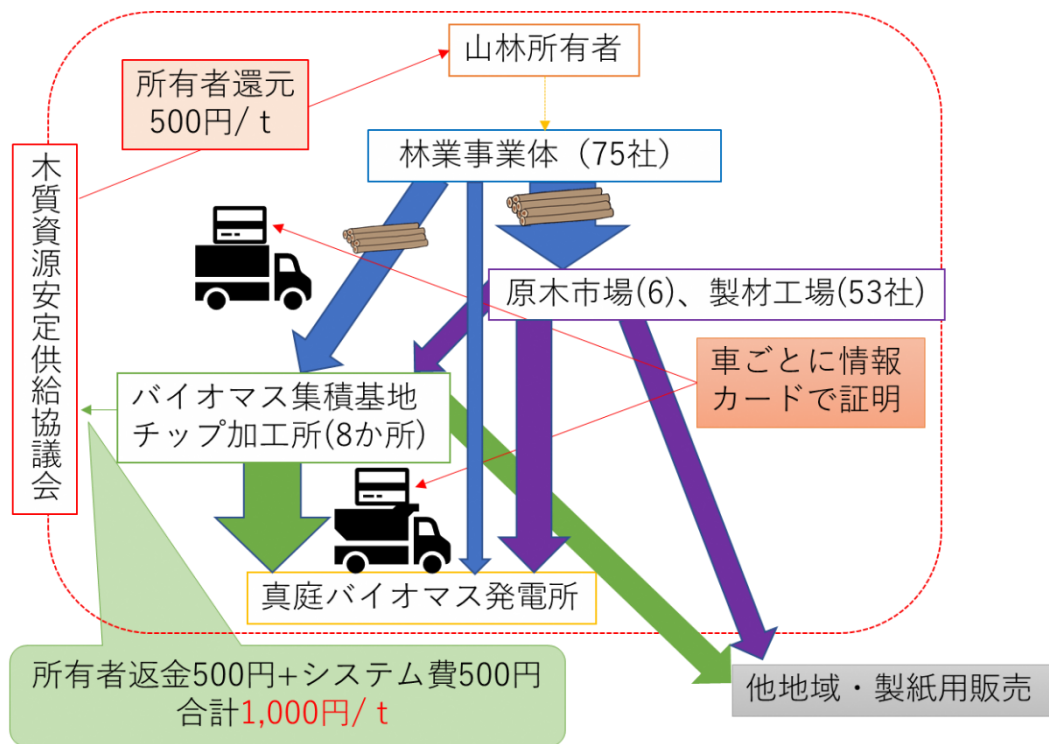 山林所有者
所有者還元
500円/ t
林業事業体（75社）
木質資源安定供給協議会
原木市場(6)、製材工場(53社)
車ごとに情報
カードで証明
バイオマス集積基地
チップ加工所(8か所)
真庭バイオマス発電所
所有者返金500円+システム費500円
合計1,000円/ t
他地域・製紙用販売